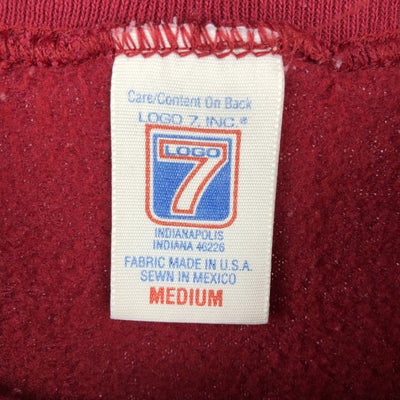 Care/Content On Back
LOGO 7, INC.®
LOGO
7
INDIANAPOLIS
INDIANA 46226
FABRIC MADE IN U.S.A.
SEWN IN MEXICO
MEDIUM